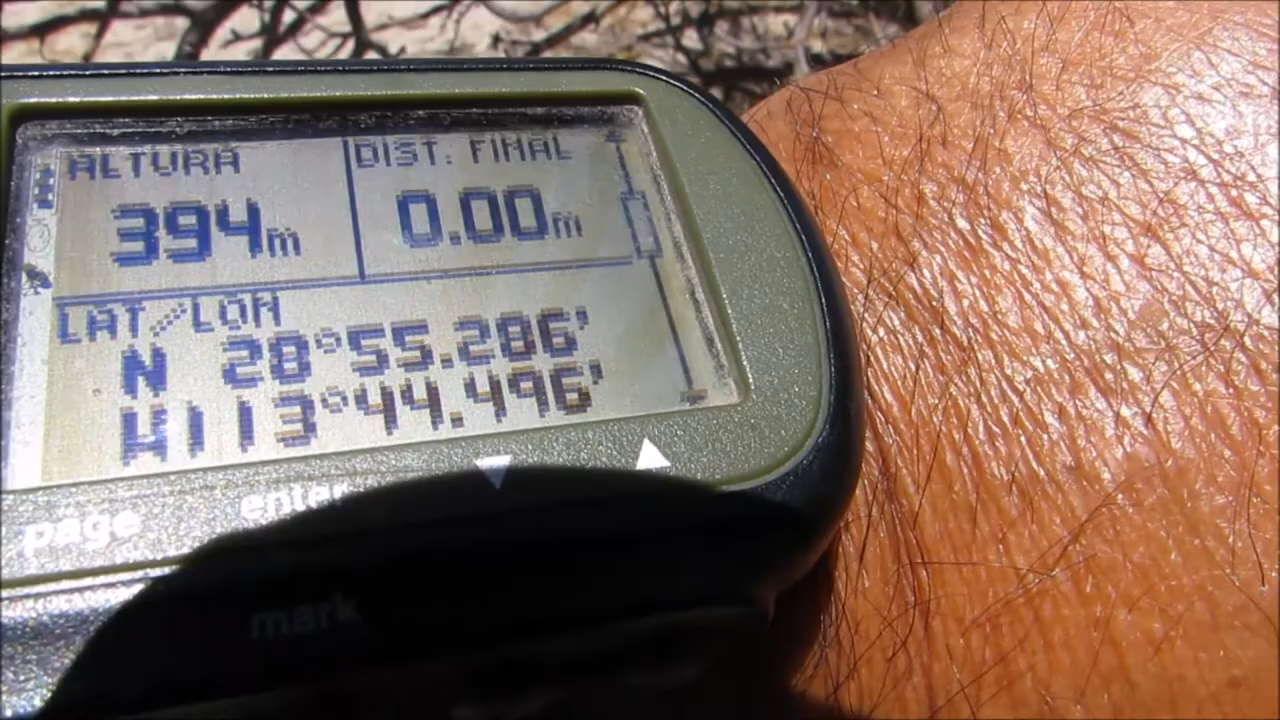 ALTURA
394m
DIST. FINAL
0.00m
LAT/LON
N 28°55.286'
W113°44.496'
page
enter
mark